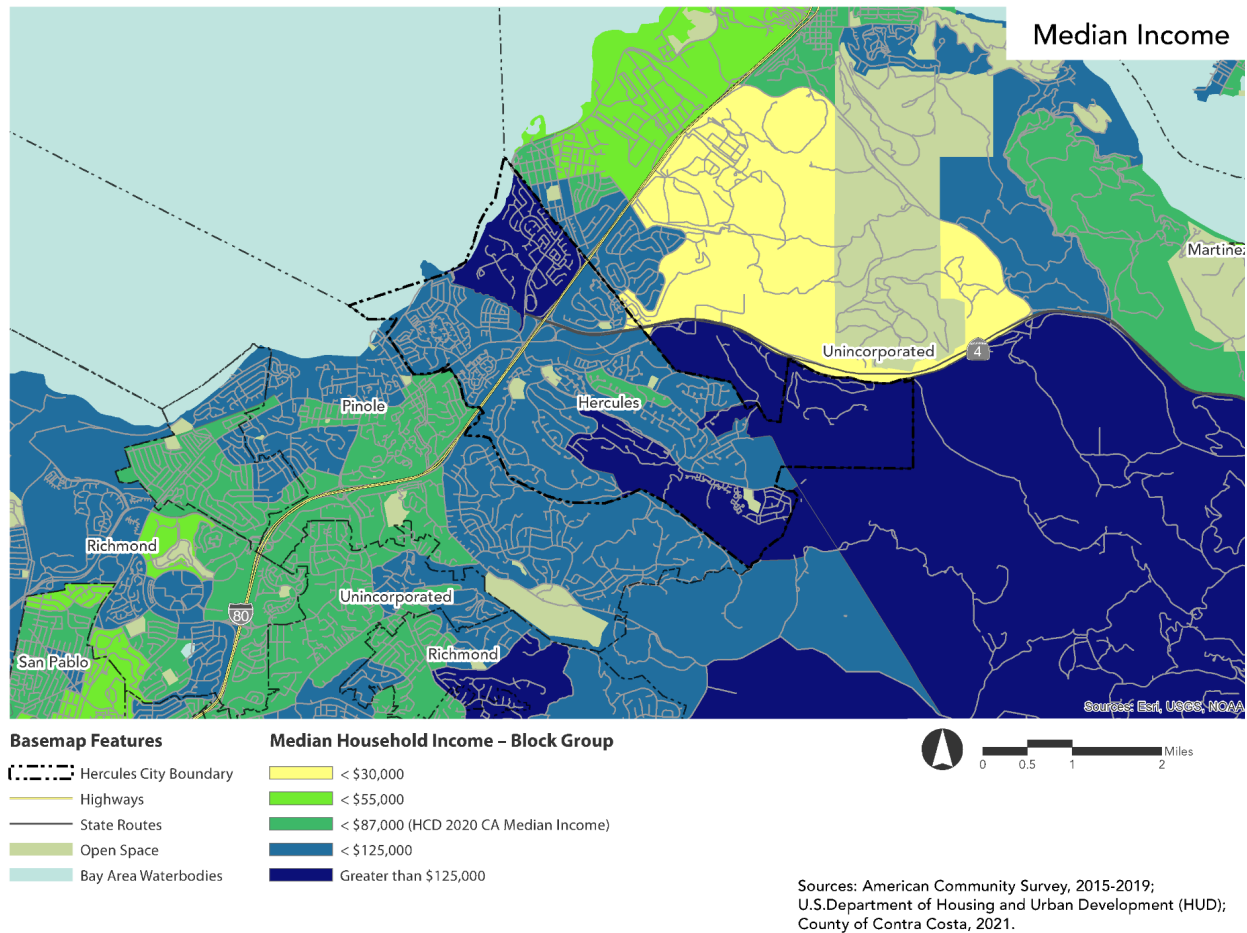 Median Income
Martinez
Unincorporated
4
Hercules
Pinole
Richmond
80
Unincorporated
Richmond
San Pablo
Sources: Esri, USGS, NOAA
Basemap Features
Hercules City Boundary
Highways
State Routes
Open Space
Bay Area Waterbodies
Median Household Income – Block Group
< $30,000
< $55,000
< $87,000 (HCD 2020 CA Median Income)
< $125,000
Greater than $125,000
0 0.5 1 2 Miles
Sources: American Community Survey, 2015-2019;
U.S.Department of Housing and Urban Development (HUD);
County of Contra Costa, 2021.